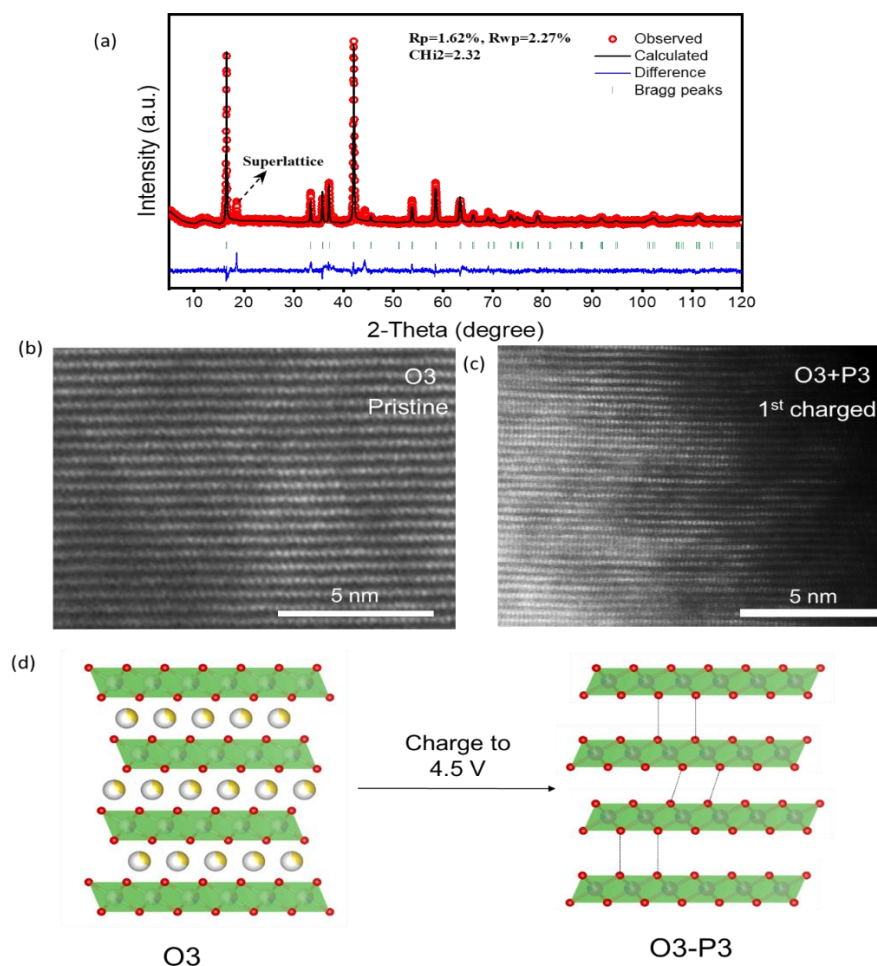 (a)
Rp=1.62%, Rwp=2.27%
CHi2=2.32
Observed
Calculated
Difference
Bragg peaks
Superlattice
Intensity (a.u.)
10 20 30 40 50 60 70 80 90 100 110 120
2-Theta (degree)
(b)
O3
Pristine
5 nm
(c)
O3+P3
1st charged
5 nm
(d)
Charge to
4.5 V
O3
O3-P3